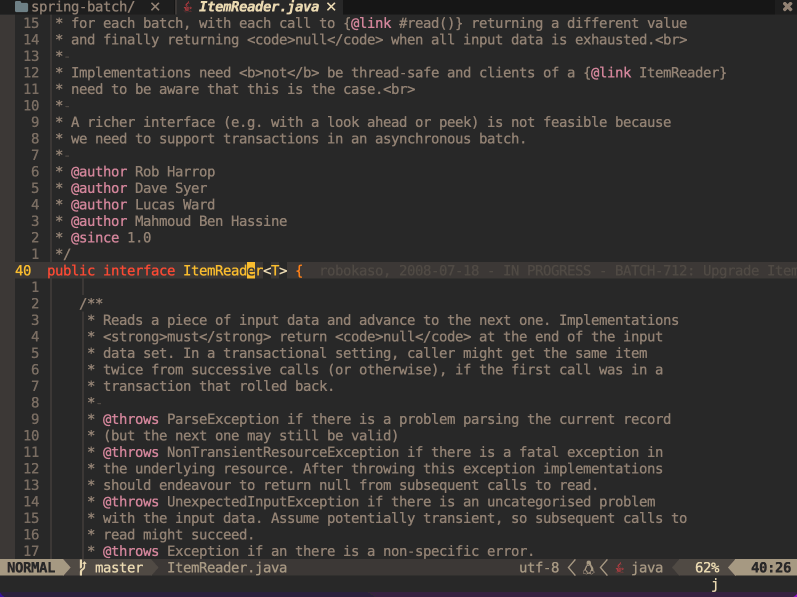 spring-batch/ × ItemReader.java ×
15 * for each batch, with each call to {@link #read()} returning a different value
14 * and finally returning <code>null</code> when all input data is exhausted.<br>
13 *
12 * Implementations need <b>not</b> be thread-safe and clients of a {@link ItemReader}
11 * need to be aware that this is the case.<br>
10 *
9 * A richer interface (e.g. with a look ahead or peek) is not feasible because
8 * we need to support transactions in an asynchronous batch.
7 *
6 * @author Rob Harrop
5 * @author Dave Syer
4 * @author Lucas Ward
3 * @author Mahmoud Ben Hassine
2 * @since 1.0
1 */
40 public interface ItemReader<T> { robokaso, 2008-07-18 - IN PROGRESS - BATCH-712: Upgrade Item
1
2 /**
3 * Reads a piece of input data and advance to the next one. Implementations
4 * <strong>must</strong> return <code>null</code> at the end of the input
5 * data set. In a transactional setting, caller might get the same item
6 * twice from successive calls (or otherwise), if the first call was in a
7 * transaction that rolled back.
8 *
9 * @throws ParseException if there is a problem parsing the current record
10 * (but the next one may still be valid)
11 * @throws NonTransientResourceException if there is a fatal exception in
12 * the underlying resource. After throwing this exception implementations
13 * should endeavour to return null from subsequent calls to read.
14 * @throws UnexpectedInputException if there is an uncategorised problem
15 * with the input data. Assume potentially transient, so subsequent calls to
16 * read might succeed.
17 * @throws Exception if an there is a non-specific error.
NORMAL master ItemReader.java utf-8 java 62% 40:26
j